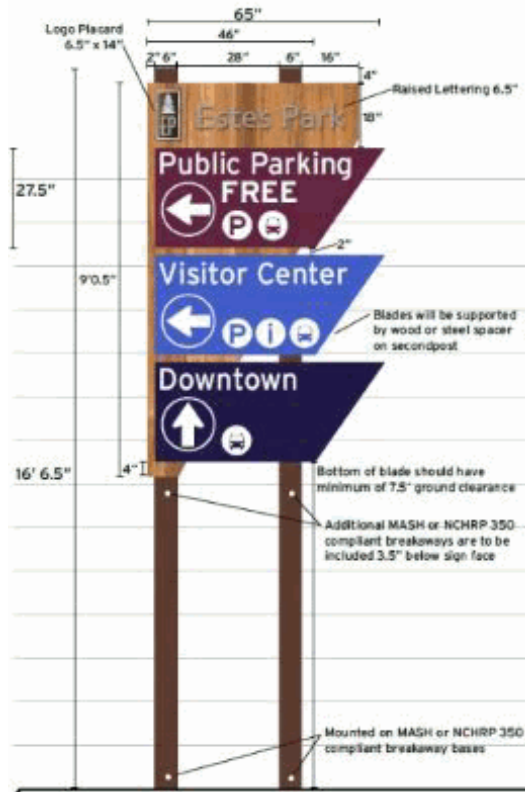 65"
Logo Placard
6.5" x 14"
46"
2" 6" 28" 6" 16"
4"
Raised Lettering 6.5"
EP
Estes Park
18"
Public Parking
FREE
P
27.5"
2"
9'0.5"
Visitor Center
P i
Blades will be supported
by wood or steel spacer
on secondpost
Downtown
4"
16' 6.5"
Bottom of blade should have
minimum of 7.5' ground clearance
Additional MASH or NCHRP 350
compliant breakaways are to be
included 3.5" below sign face
Mounted on MASH or NCHRP 350
compliant breakaway bases